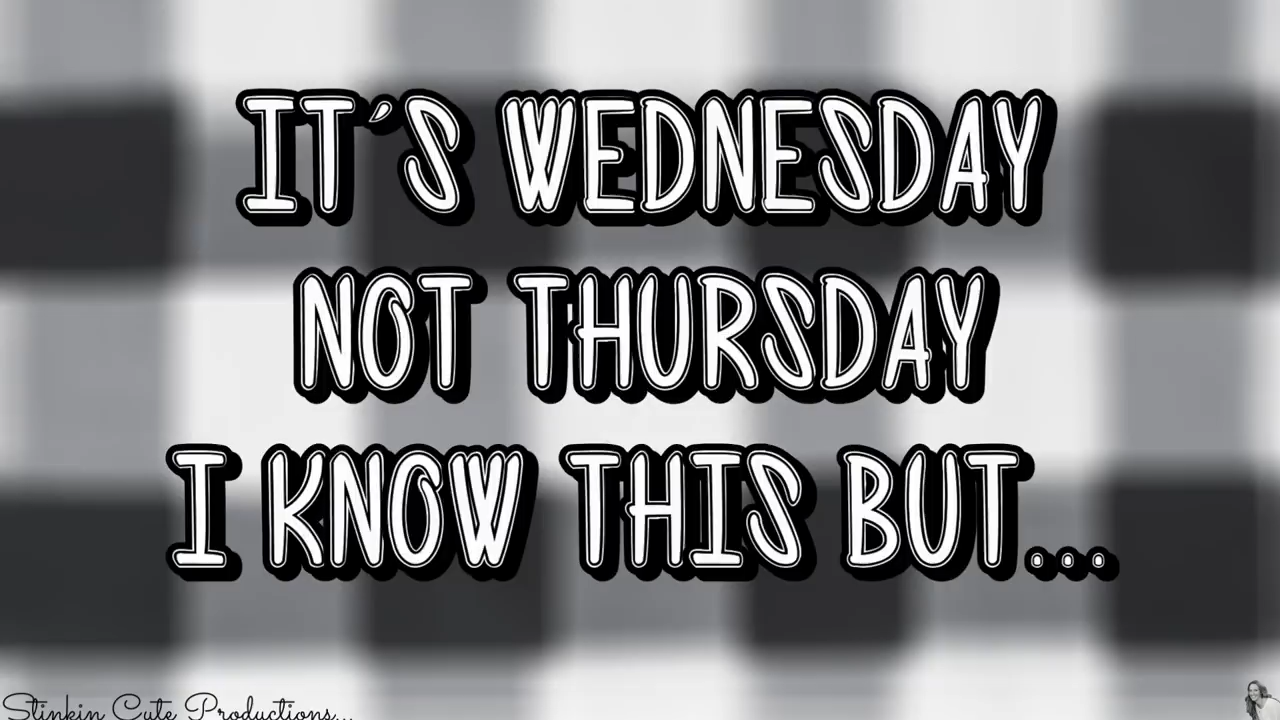 IT´S WEDNESDAY
NOT THURSDAY
I KNOW THIS BUT...
Stinkin Cute Productions...